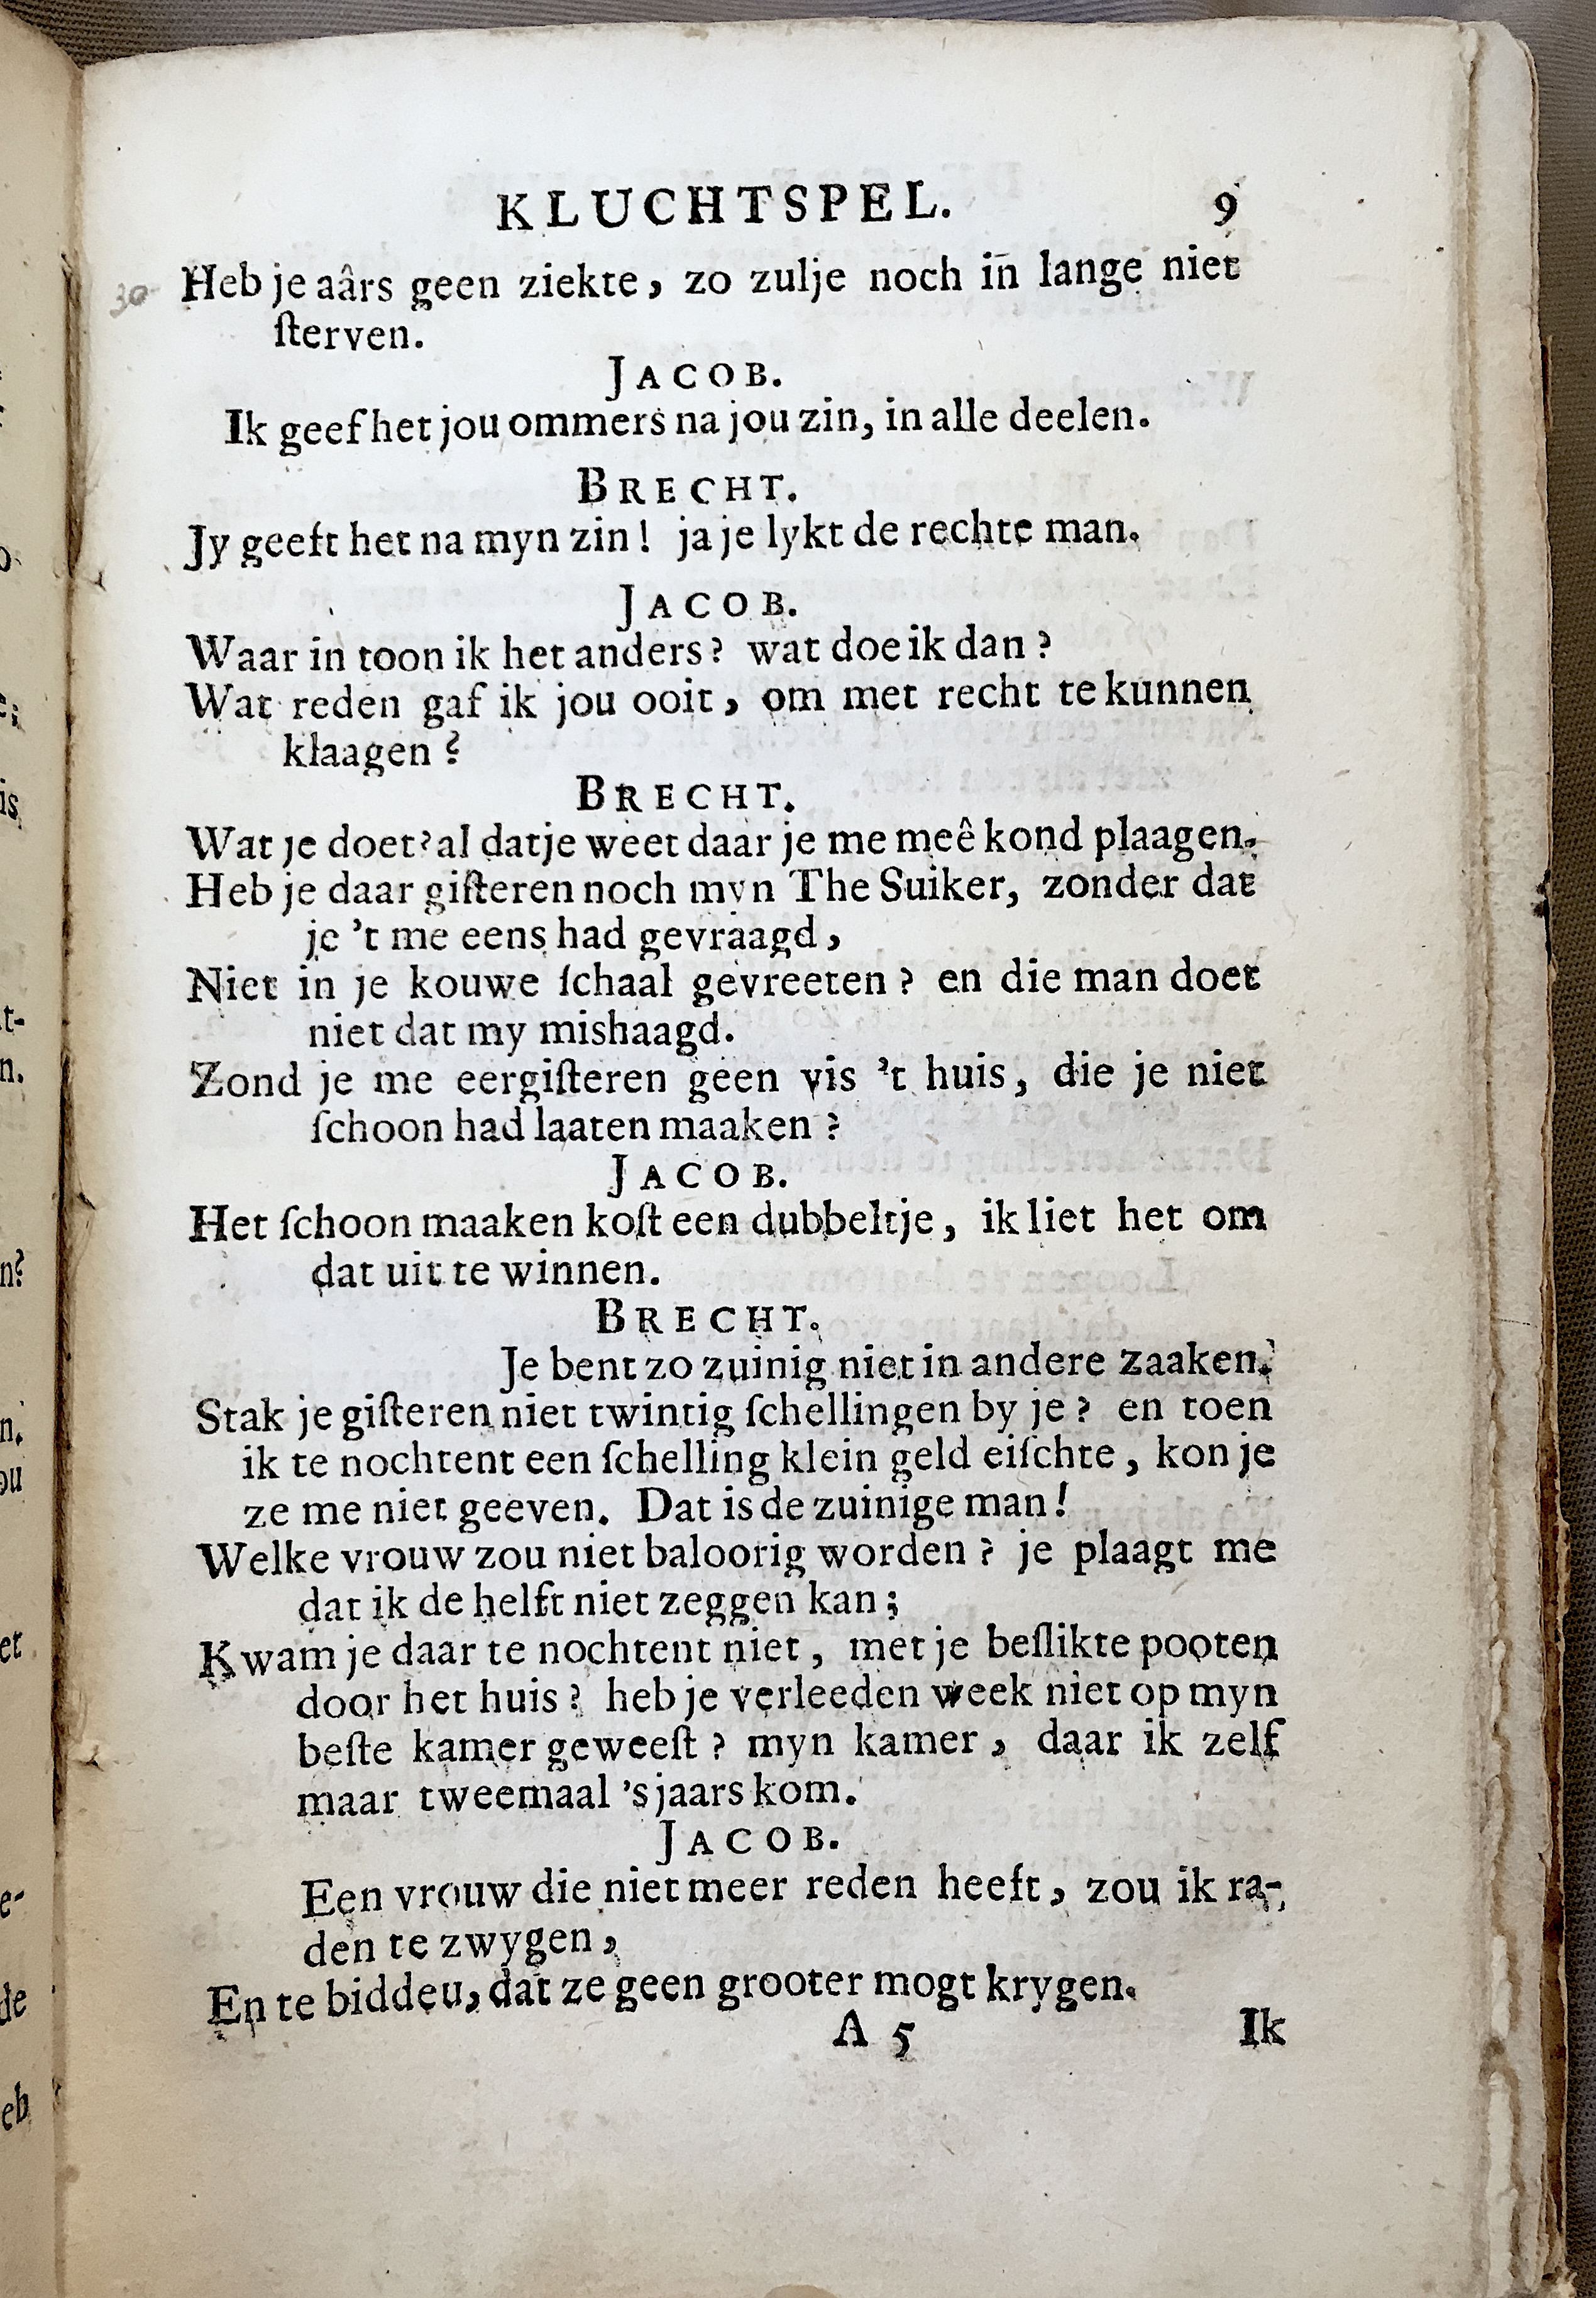 KLUCHTSPEL. 9
30 Heb je aârs geen ziekte, zo zulje noch in lange niet
ſterven.
JACOB.
Ik geef het jou ommers na jou zin, in alle deelen.
BRECHT.
Jy geeft het na myn zin! ja je lykt de rechte man.
JACOB.
Waar in toon ik het anders? wat doe ik dan?
Wat reden gaf ik jou ooit, om met recht te kunnen
klaagen?
BRECHT.
Wat je doet? al datje weet daar je me meê kond plaagen.
Heb je daar giſteren noch myn The Suiker, zonder dat
je 't me eens had gevraagd,
Niet in je kouwe ſchaal gevreeten? en die man doet
niet dat my mishaagd.
Zond je me eergiſteren geen vis 't huis, die je niet
ſchoon had laaten maaken?
JACOB.
Het ſchoon maaken koſt een dubbeltje, ik liet het om
dat uit te winnen.
BRECHT.
Je bent zo zuinig niet in andere zaaken.
Stak je giſteren niet twintig ſchellingen by je? en toen
ik te nochtent een ſchelling klein geld eiſchte, kon je
ze me niet geeven. Dat is de zuinige man!
Welke vrouw zou niet baloorig worden? je plaagt me
dat ik de helft niet zeggen kan;
Kwam je daar te nochtent niet, met je beſlikte pooten
door het huis? heb je verleeden week niet op myn
beſte kamer geweeſt? myn kamer, daar ik zelf
maar tweemaal 'sjaars kom.
JACOB.
Een vrouw die niet meer reden heeft, zou ik ra-
den te zwygen,
En te biddeu, dat ze geen grooter mogt krygen.
A 5 Ik